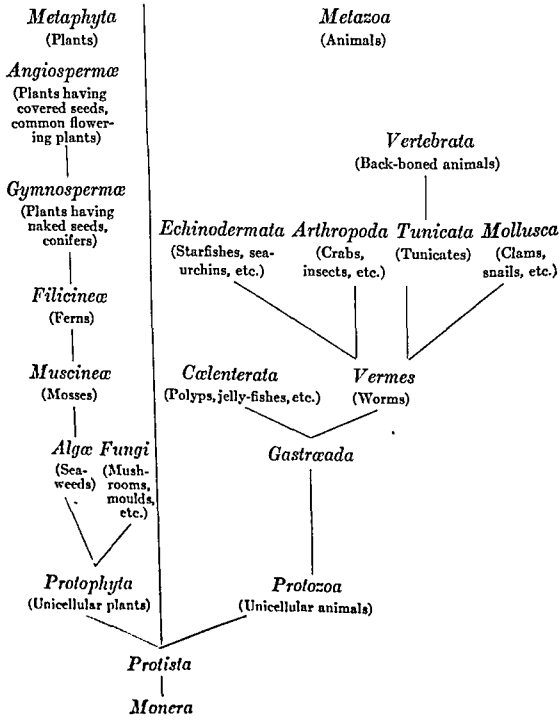 Metaphyta
(Plants)
Angiospermæ
(Plants having
covered seeds,
common flower-
ing plants)
Gymnospermæ
(Plants having
naked seeds,
conifers)
Filicineæ
(Ferns)
Muscineæ
(Mosses)
Algæ
(Sea-
weeds)
Fungi
(Mush-
rooms,
moulds,
etc.)
Protophyta
(Unicellular plants)
Metazoa
(Animals)
Vertebrata
(Back-boned animals)
Echinodermata
(Starfishes, sea-
urchins, etc.)
Arthropoda
(Crabs,
insects, etc.)
Tunicata
(Tunicates)
Mollusca
(Clams,
snails, etc.)
Cœlenterata
(Polyps, jelly-fishes, etc.)
Vermes
(Worms)
Gastræada
Protozoa
(Unicellular animals)
Protista
Monera